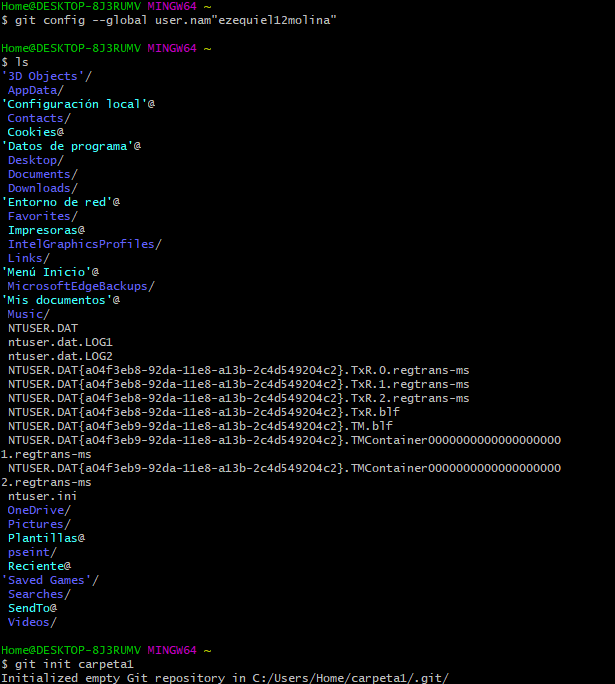 Home@DESKTOP-8J3RUMV MINGW64 ~
$ git config --global user.nam"ezequiel12molina"
Home@DESKTOP-8J3RUMV MINGW64 ~
$ ls
'3D Objects'/
AppData/
'Configuración local'@
Contacts/
Cookies@
'Datos de programa'@
Desktop/
Documents/
Downloads/
'Entorno de red'@
Favorites/
Impresoras@
IntelGraphicsProfiles/
Links/
'Menú Inicio'@
MicrosoftEdgeBackups/
'Mis documentos'@
Music/
NTUSER.DAT
ntuser.dat.LOG1
ntuser.dat.LOG2
NTUSER.DAT{a04f3eb8-92da-11e8-a13b-2c4d549204c2}.TxR.0.regtrans-ms
NTUSER.DAT{a04f3eb8-92da-11e8-a13b-2c4d549204c2}.TxR.1.regtrans-ms
NTUSER.DAT{a04f3eb8-92da-11e8-a13b-2c4d549204c2}.TxR.2.regtrans-ms
NTUSER.DAT{a04f3eb8-92da-11e8-a13b-2c4d549204c2}.TxR.blf
NTUSER.DAT{a04f3eb9-92da-11e8-a13b-2c4d549204c2}.TM.blf
NTUSER.DAT{a04f3eb9-92da-11e8-a13b-2c4d549204c2}.TMContainer0000000000000000000
1.regtrans-ms
NTUSER.DAT{a04f3eb9-92da-11e8-a13b-2c4d549204c2}.TMContainer0000000000000000000
2.regtrans-ms
ntuser.ini
OneDrive/
Pictures/
Plantillas@
pseint/
Reciente@
'Saved Games'/
Searches/
SendTo@
Videos/
Home@DESKTOP-8J3RUMV MINGW64 ~
$ git init carpeta1
Initialized empty Git repository in C:/Users/Home/carpeta1/.git/